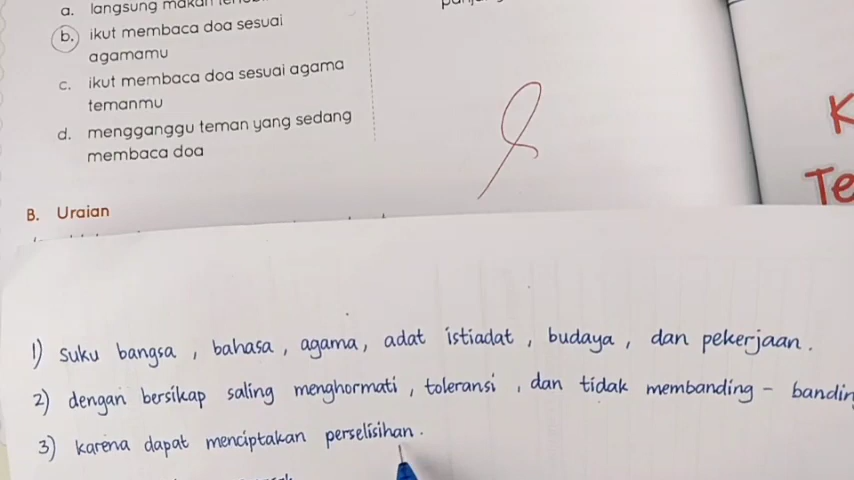 a. langsung makan
b. ikut membaca doa sesuai
agamamu
c. ikut membaca doa sesuai agama
temanmu
d. mengganggu teman yang sedang
membaca doa
B. Uraian
K
Te
1) suku bangsa, bahasa, agama, adat istiadat, budaya, dan pekerjaan.
2) dengan bersikap saling menghormati, toleransi, dan tidak membanding - bandin
3) karena dapat menciptakan perselisihan.